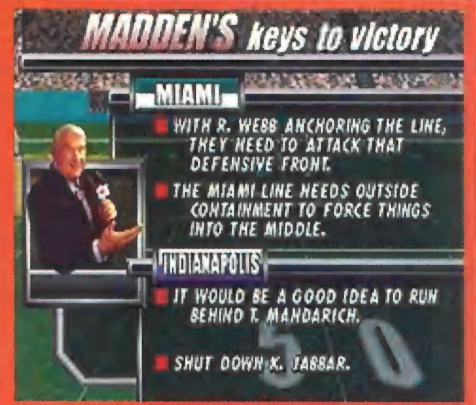 MADDEN'S keys to victory
MIAMI
WITH R. WEBB ANCHORING THE LINE,
THEY NEED TO ATTACK THAT
DEFENSIVE FRONT.
THE MIAMI LINE NEEDS OUTSIDE
CONTAINMENT TO FORCE THINGS
INTO THE MIDDLE.
INDIANAPOLIS
IT WOULD BE A GOOD IDEA TO RUN
BEHIND T. MANDARICH.
SHUT DOWN K. JABBAR.
50